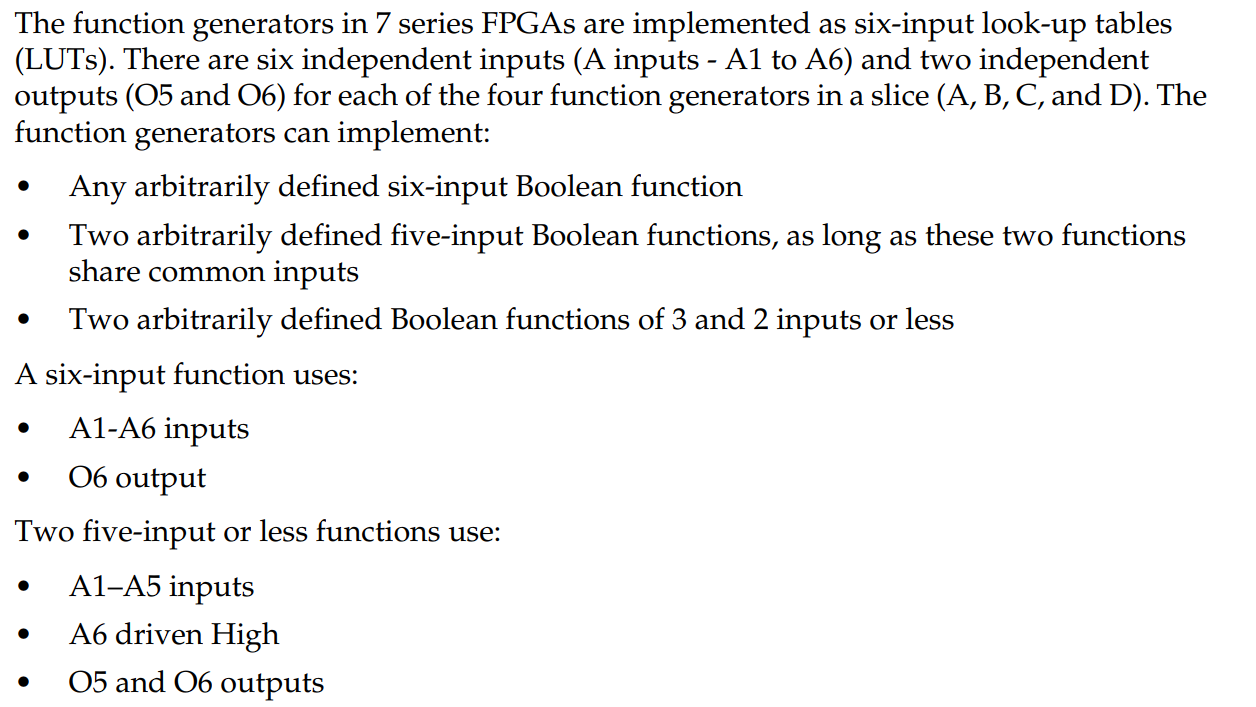 The function generators in 7 series FPGAs are implemented as six-input look-up tables
(LUTs). There are six independent inputs (A inputs - A1 to A6) and two independent
outputs (O5 and O6) for each of the four function generators in a slice (A, B, C, and D). The
function generators can implement:
• Any arbitrarily defined six-input Boolean function
• Two arbitrarily defined five-input Boolean functions, as long as these two functions
share common inputs
• Two arbitrarily defined Boolean functions of 3 and 2 inputs or less
A six-input function uses:
• A1-A6 inputs
• O6 output
Two five-input or less functions use:
• A1–A5 inputs
• A6 driven High
• O5 and O6 outputs